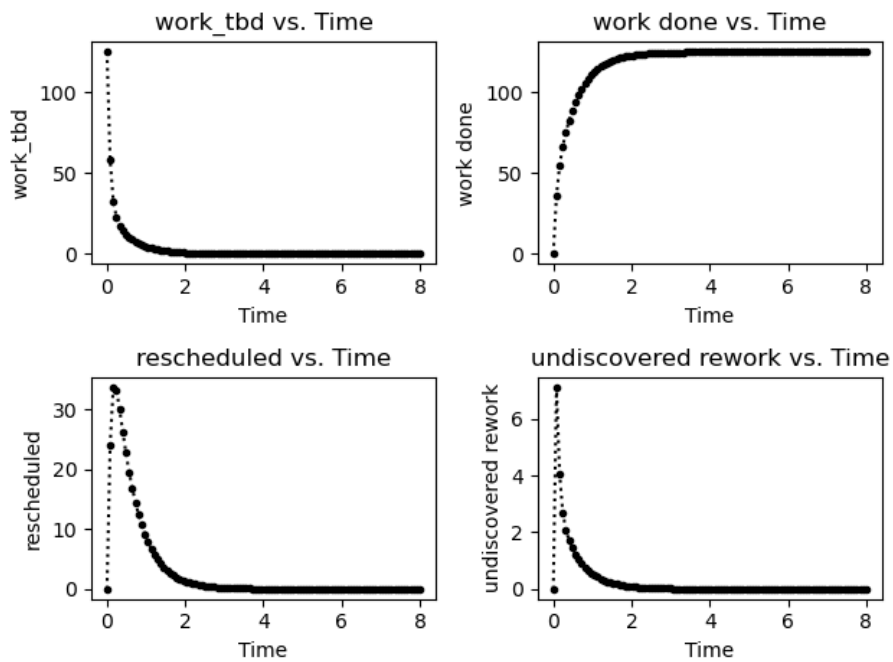 work_tbd vs. Time
work_tbd
100
50
0
0 2 4 6 8
Time
work done vs. Time
work done
100
50
0
0 2 4 6 8
Time
rescheduled vs. Time
rescheduled
30
20
10
0
0 2 4 6 8
Time
undiscovered rework vs. Time
undiscovered rework
6
4
2
0
0 2 4 6 8
Time